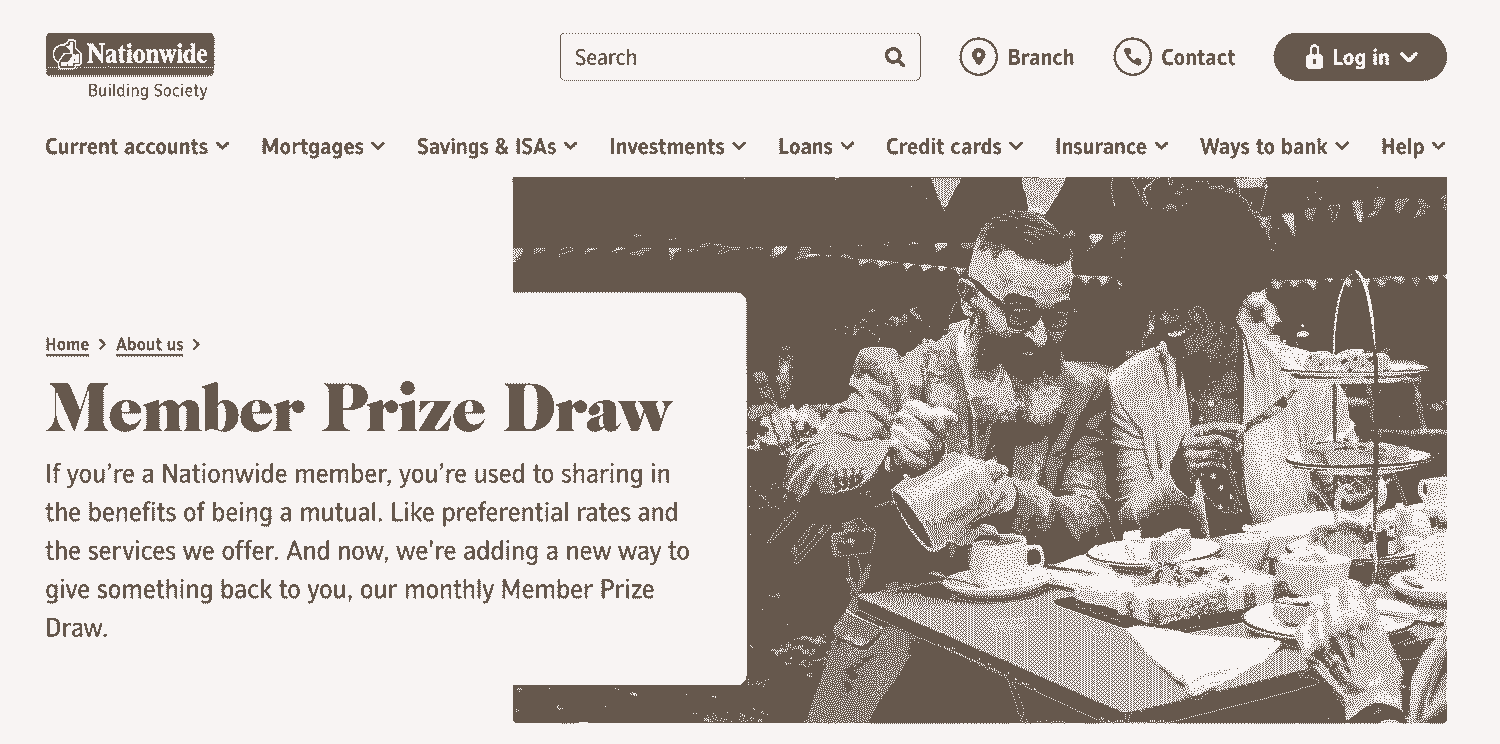 Nationwide
Building Society
Search
Branch
Contact
Log in
Current accounts
Mortgages
Savings & ISAs
Investments
Loans
Credit cards
Insurance
Ways to bank
Help
Home > About us >
Member Prize Draw
If you’re a Nationwide member, you’re used to sharing in
the benefits of being a mutual. Like preferential rates and
the services we offer. And now, we’re adding a new way to
give something back to you, our monthly Member Prize
Draw.